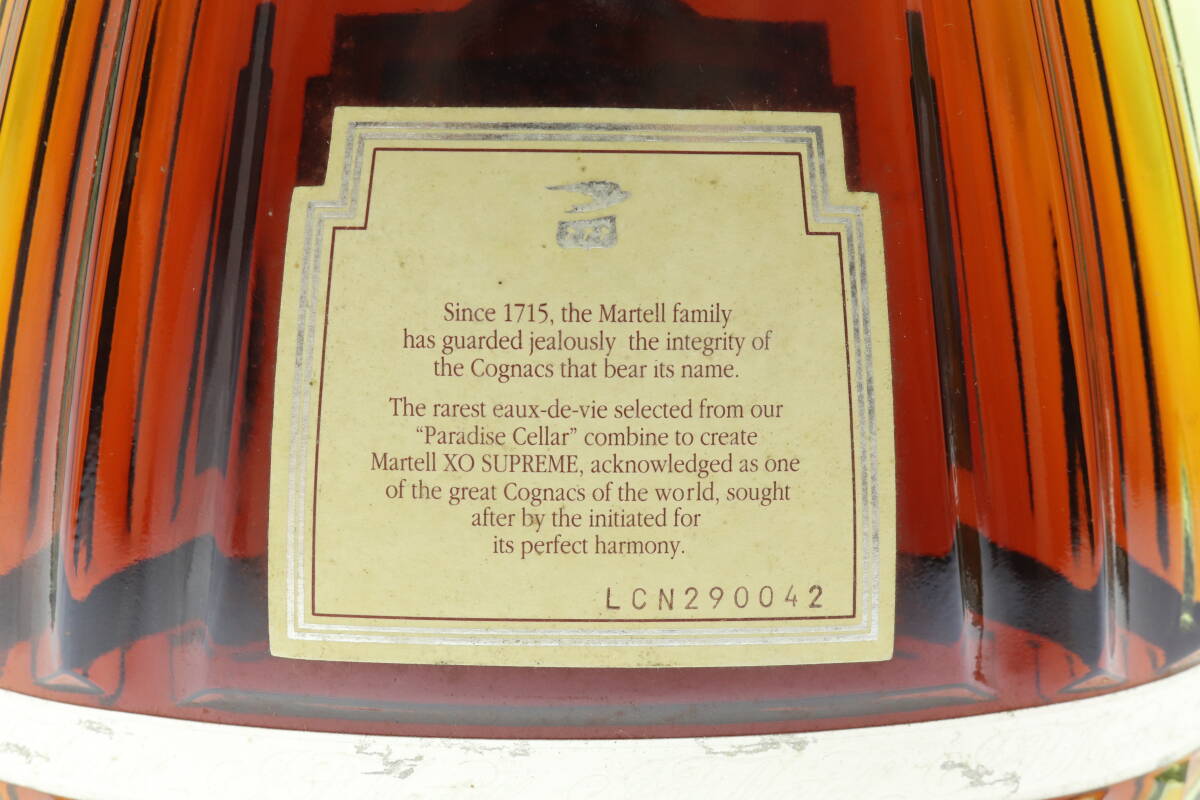 Since 1715, the Martell family
has guarded jealously the integrity of
the Cognacs that bear its name.
The rarest eaux-de-vie selected from our
“Paradise Cellar” combine to create
Martell XO SUPREME, acknowledged as one
of the great Cognacs of the world, sought
after by the initiated for
its perfect harmony.
LCN290042